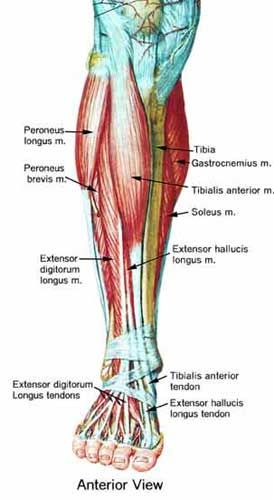 Peroneus
longus m.
Tibia
Gastrocnemius m.
Peroneus
brevis m.
Tibialis anterior m.
Soleus m.
Extensor
digitorum
longus m.
Extensor hallucis
longus m.
Tibialis anterior
tendon
Extensor digitorum
Longus tendons
Extensor hallucis
longus tendon
Anterior View